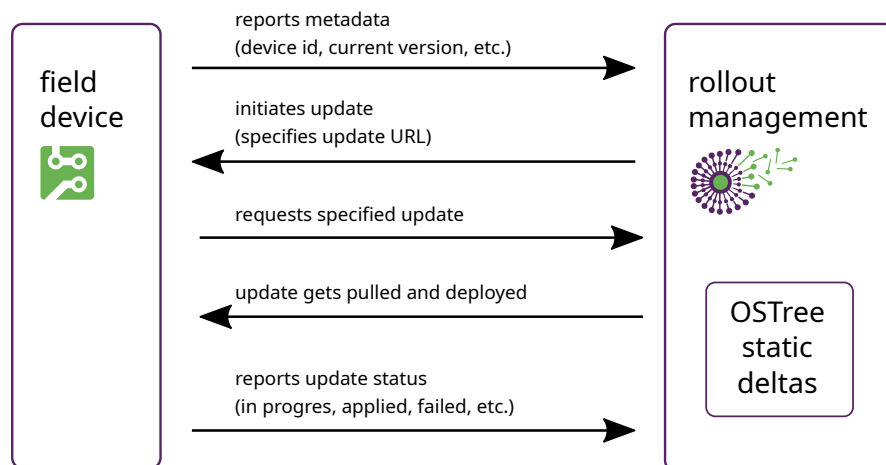 field
device
reports metadata
(device id, current version, etc.)
initiates update
(specifies update URL)
requests specified update
update gets pulled and deployed
reports update status
(in progres, applied, failed, etc.)
rollout
management
OSTree
static
deltas